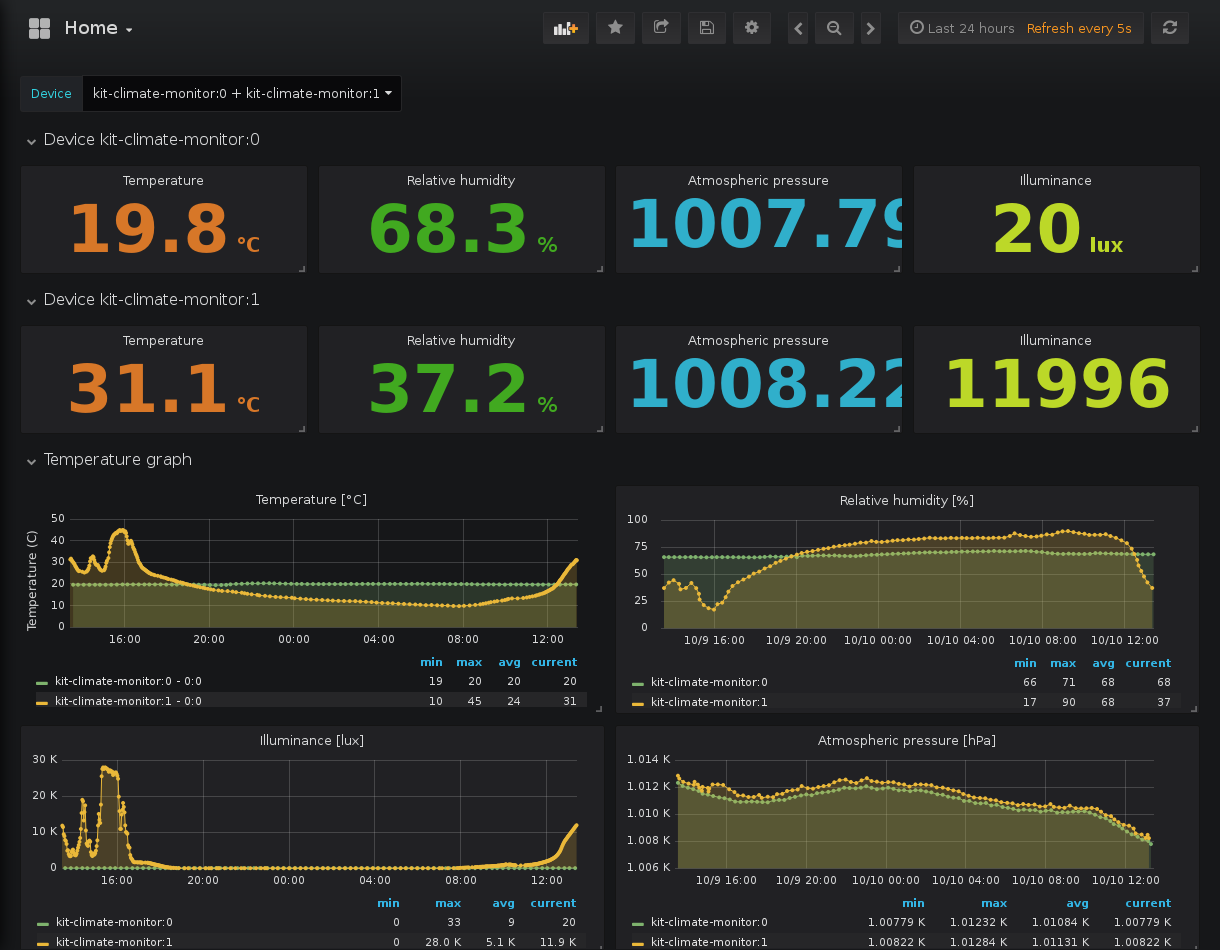 Home
Last 24 hours Refresh every 5s
Device kit-climate-monitor:0 + kit-climate-monitor:1
Device kit-climate-monitor:0
Temperature Relative humidity Atmospheric pressure Illuminance
19.8 °C 68.3 % 1007.79 20 lux
Device kit-climate-monitor:1
Temperature Relative humidity Atmospheric pressure Illuminance
31.1 °C 37.2 % 1008.22 11996
Temperature graph
Temperature [°C]
Temperature (C)
50
40
30
20
10
0
16:00 20:00 00:00 04:00 08:00 12:00
min max avg current
kit-climate-monitor:0 - 0:0 19 20 20 20
kit-climate-monitor:1 - 0:0 10 45 24 31
Relative humidity [%]
100
75
50
25
0
10/9 16:00 10/9 20:00 10/10 00:00 10/10 04:00 10/10 08:00 10/10 12:00
min max avg current
kit-climate-monitor:0 66 71 68 68
kit-climate-monitor:1 17 90 68 37
Illuminance [lux]
30 K
20 K
10 K
0
16:00 20:00 00:00 04:00 08:00 12:00
min max avg current
kit-climate-monitor:0 0 33 9 20
kit-climate-monitor:1 0 28.0 K 5.1 K 11.9 K
Atmospheric pressure [hPa]
1.014 K
1.012 K
1.010 K
1.008 K
1.006 K
10/9 16:00 10/9 20:00 10/10 00:00 10/10 04:00 10/10 08:00 10/10 12:00
min max avg current
kit-climate-monitor:0 1.00779 K 1.01232 K 1.01084 K 1.00779 K
kit-climate-monitor:1 1.00822 K 1.01284 K 1.01131 K 1.00822 K